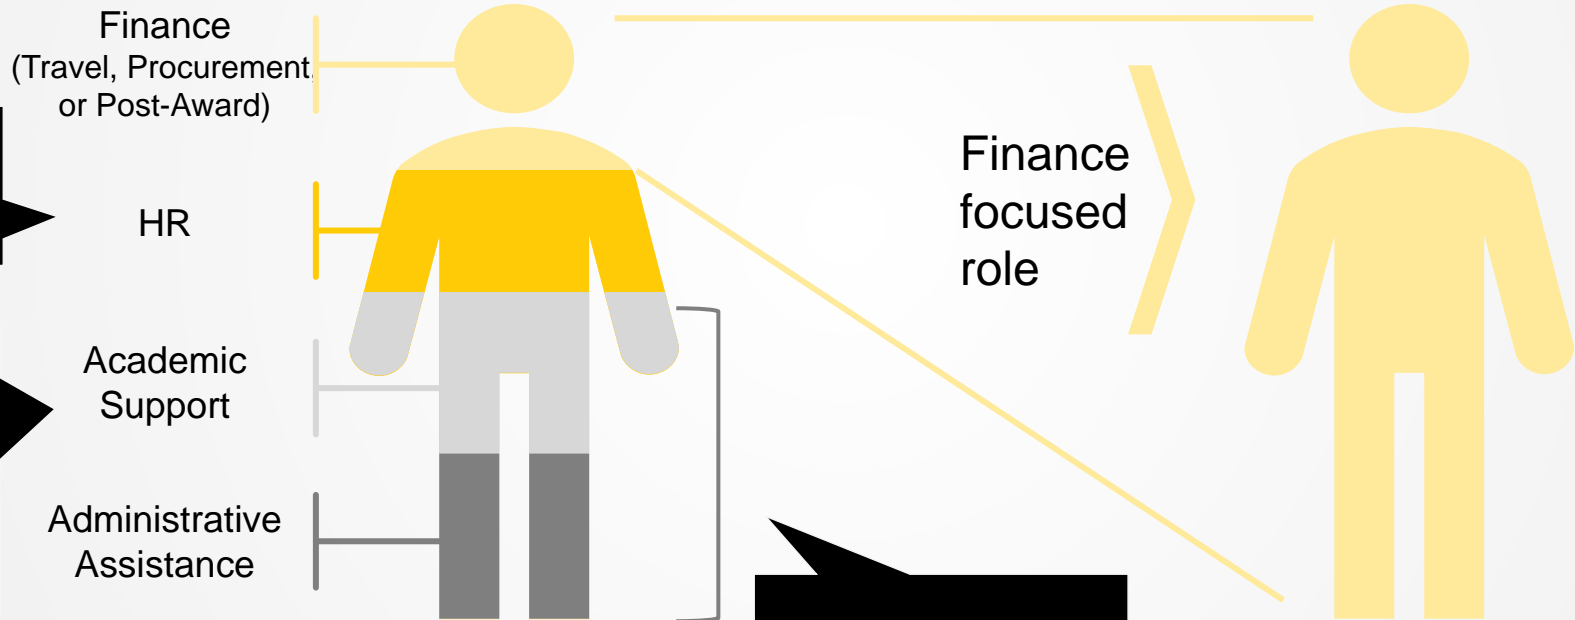 Finance
(Travel, Procurement,
or Post-Award)
HR
Academic
Support
Administrative
Assistance
Finance
focused
role